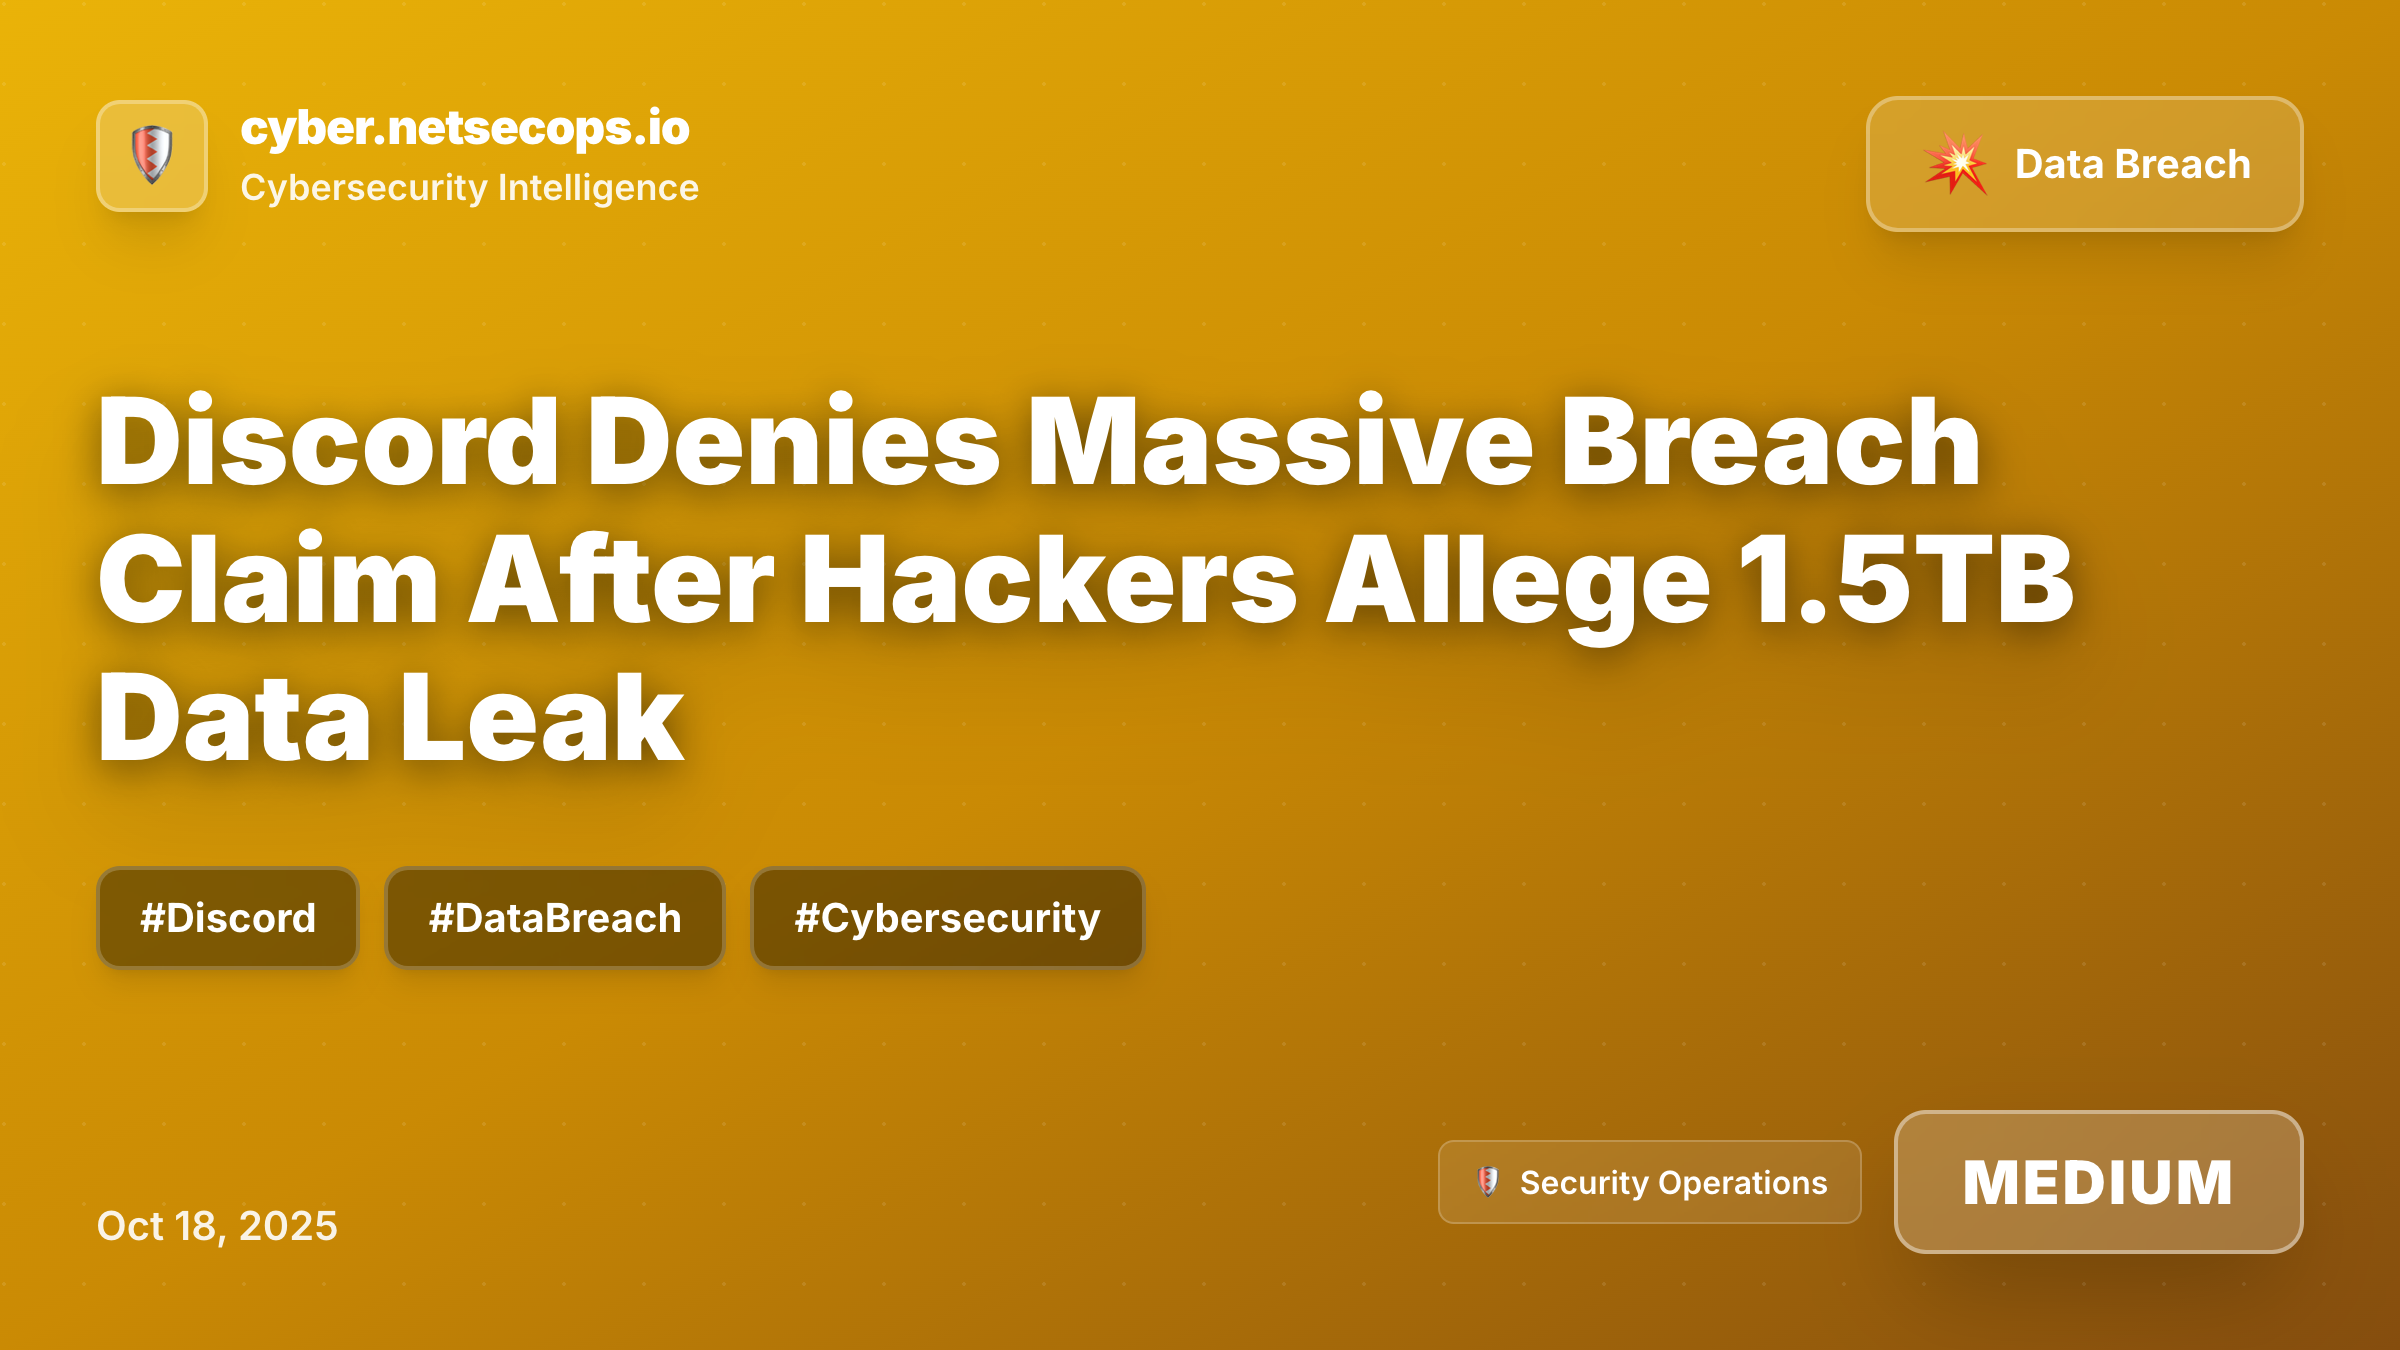 cyber.netsecops.io
Cybersecurity Intelligence
Data Breach
Discord Denies Massive Breach
Claim After Hackers Allege 1.5TB
Data Leak
#Discord
#DataBreach
#Cybersecurity
Oct 18, 2025
Security Operations
MEDIUM